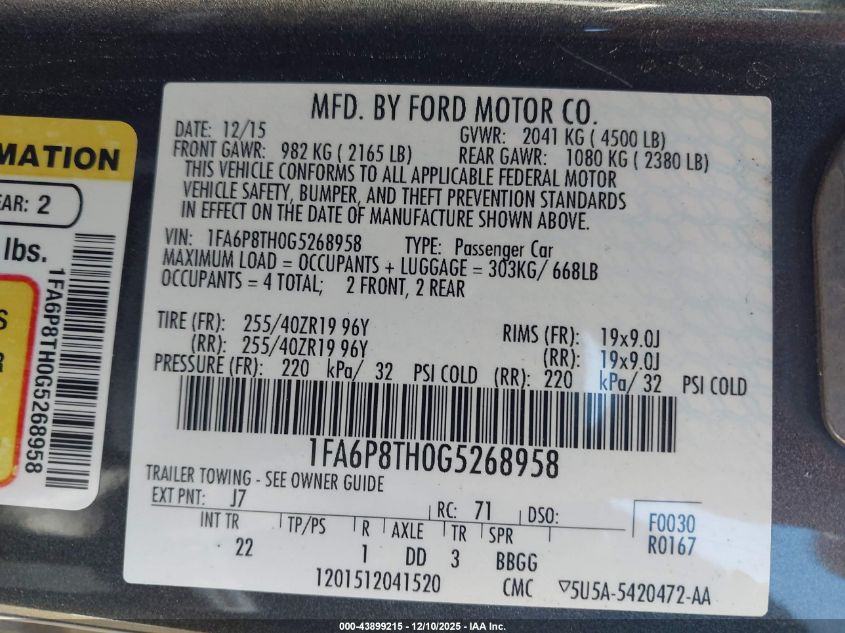 MATION
EAR: 2
lbs.
1FA6P8TH0G5268958
MFD. BY FORD MOTOR CO.
DATE: 12/15 GVWR: 2041 KG ( 4500 LB)
FRONT GAWR: 982 KG ( 2165 LB) REAR GAWR: 1080 KG ( 2380 LB)
THIS VEHICLE CONFORMS TO ALL APPLICABLE FEDERAL MOTOR
VEHICLE SAFETY, BUMPER, AND THEFT PREVENTION STANDARDS
IN EFFECT ON THE DATE OF MANUFACTURE SHOWN ABOVE.
VIN: 1FA6P8TH0G5268958 TYPE: Passenger Car
MAXIMUM LOAD = OCCUPANTS + LUGGAGE = 303KG/ 668LB
OCCUPANTS = 4 TOTAL; 2 FRONT, 2 REAR
TIRE (FR): 255/40ZR19 96Y RIMS (FR): 19x9.0J
(RR): 255/40ZR19 96Y (RR): 19x9.0J
PRESSURE (FR): 220 kPa/ 32 PSI COLD (RR): 220 kPa/ 32 PSI COLD
1FA6P8TH0G5268958
TRAILER TOWING - SEE OWNER GUIDE
EXT PNT: J7 RC: 71 DSO: F0030
INT TR TP/PS R AXLE TR SPR R0167
22 1 DD 3 BBGG
1201512041520 CMC 5U5A-5420472-AA
000-43899215 - 12/10/2025 - IAA Inc.